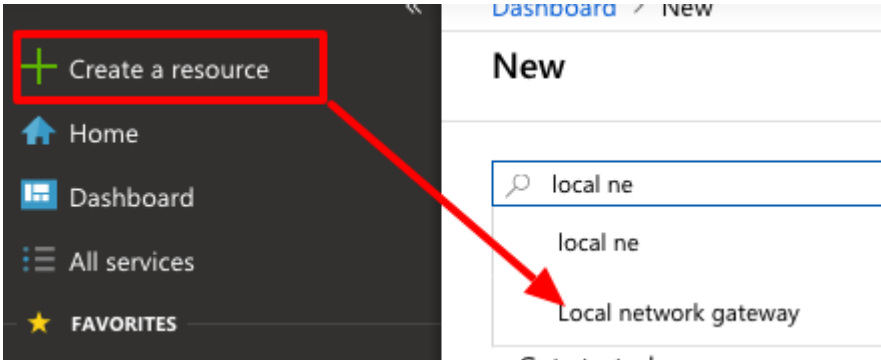 Dashboard > New
Create a resource
New
Home
local ne
Dashboard
local ne
All services
Local network gateway
FAVORITES